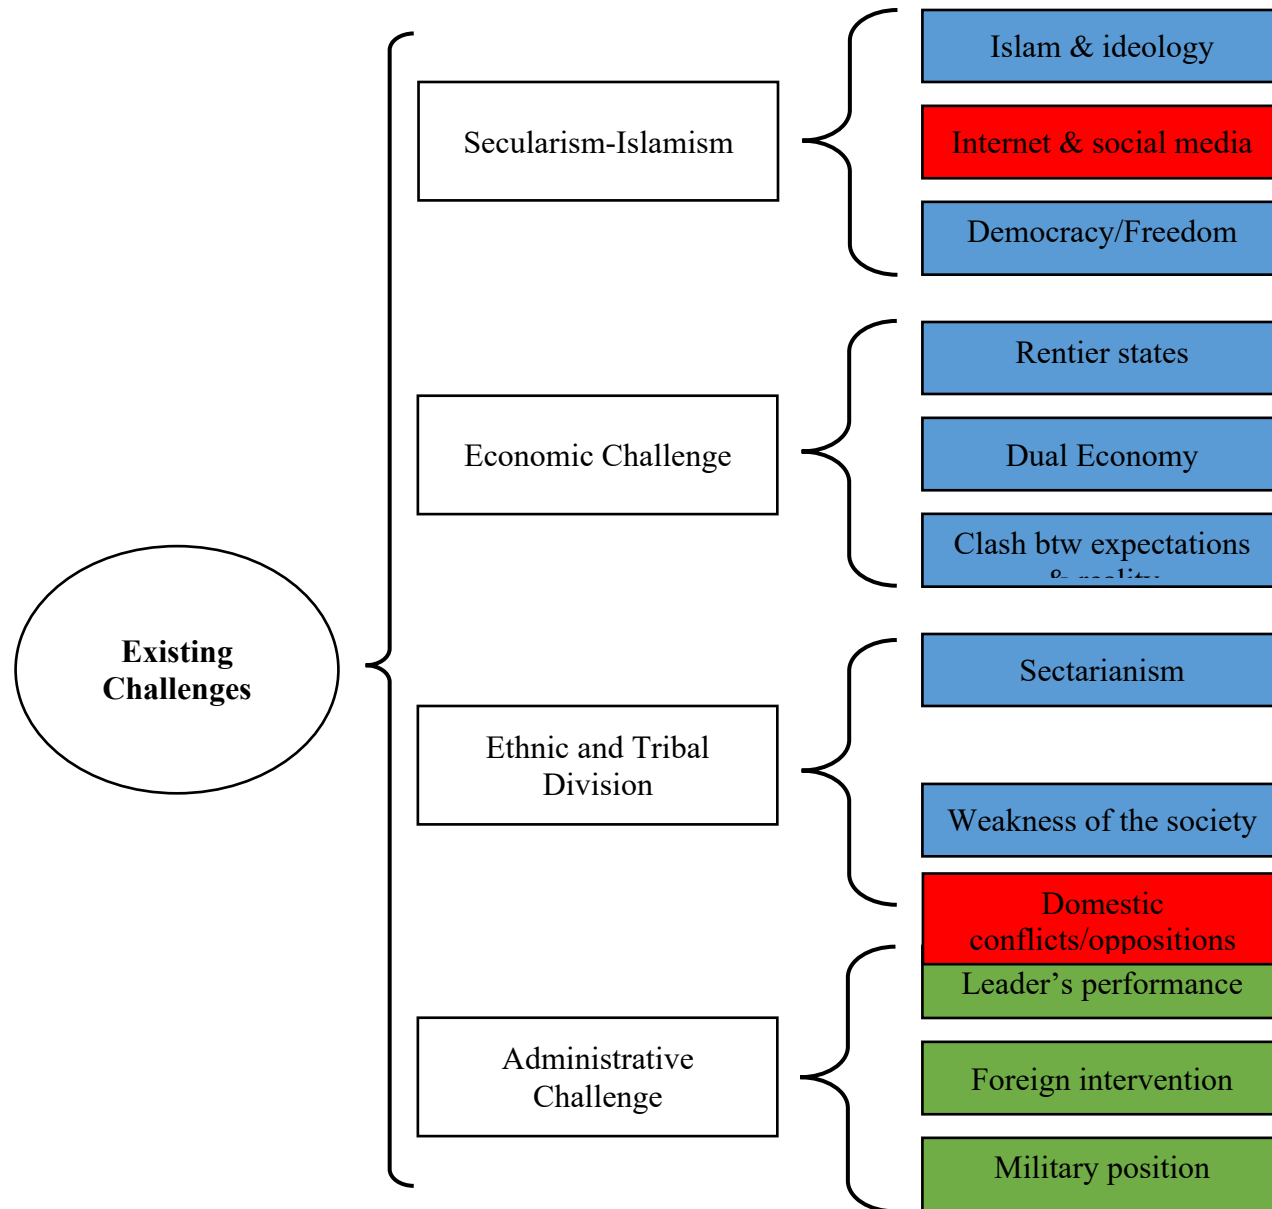 Islam & ideology
Secularism-Islamism
Internet & social media
Democracy/Freedom
Rentier states
Economic Challenge
Dual Economy
Clash btw expectations
& reality
Existing
Challenges
Sectarianism
Ethnic and Tribal
Division
Weakness of the society
Domestic
conflicts/oppositions
Leader’s performance
Administrative
Challenge
Foreign intervention
Military position